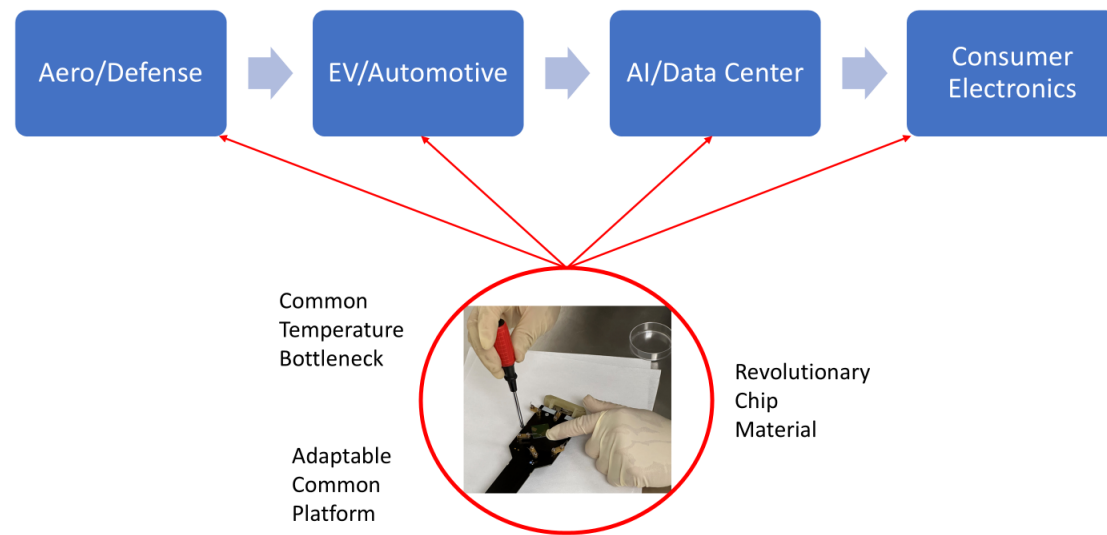 Aero/Defense
EV/Automotive
AI/Data Center
Consumer
Electronics
Common
Temperature
Bottleneck
Revolutionary
Chip
Material
Adaptable
Common
Platform